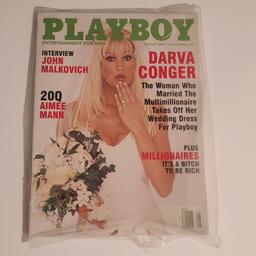 PLAYBOY
ENTERTAINMENT FOR MEN
INTERVIEW
JOHN
MALKOVICH
20Q
AIMEE
MANN
DARVA
CONGER
The Woman Who
Married The
Multimillionaire
Takes Off Her
Wedding Dress
For Playboy
PLUS
MILLIONAIRES
IT'S A BITCH
TO BE RICH